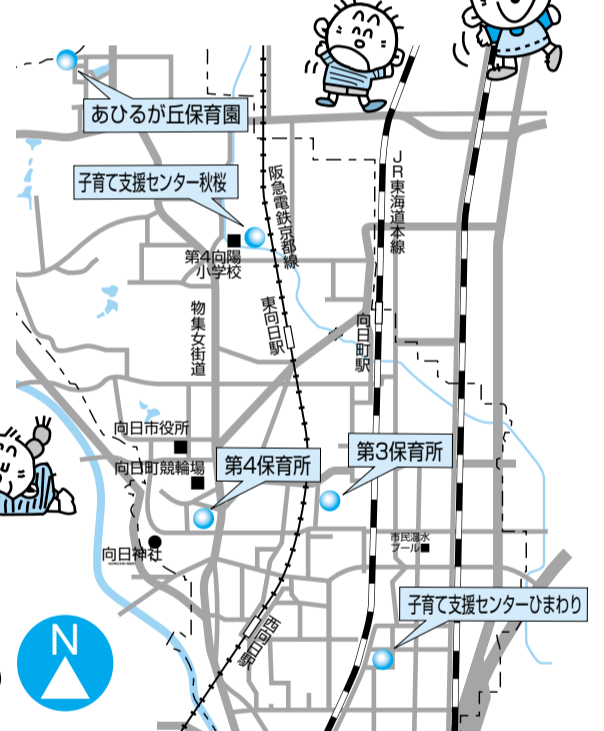 あひるが丘保育園
子育て支援センター秋桜
第4向陽
小学校
阪急電鉄京都線
JR東海道本線
物集女街道
東向日駅
向日町駅
向日市役所
向日町競輪場
第4保育所
第3保育所
市民温水
プール
向日神社
子育て支援センターひまわり
西向日駅
N